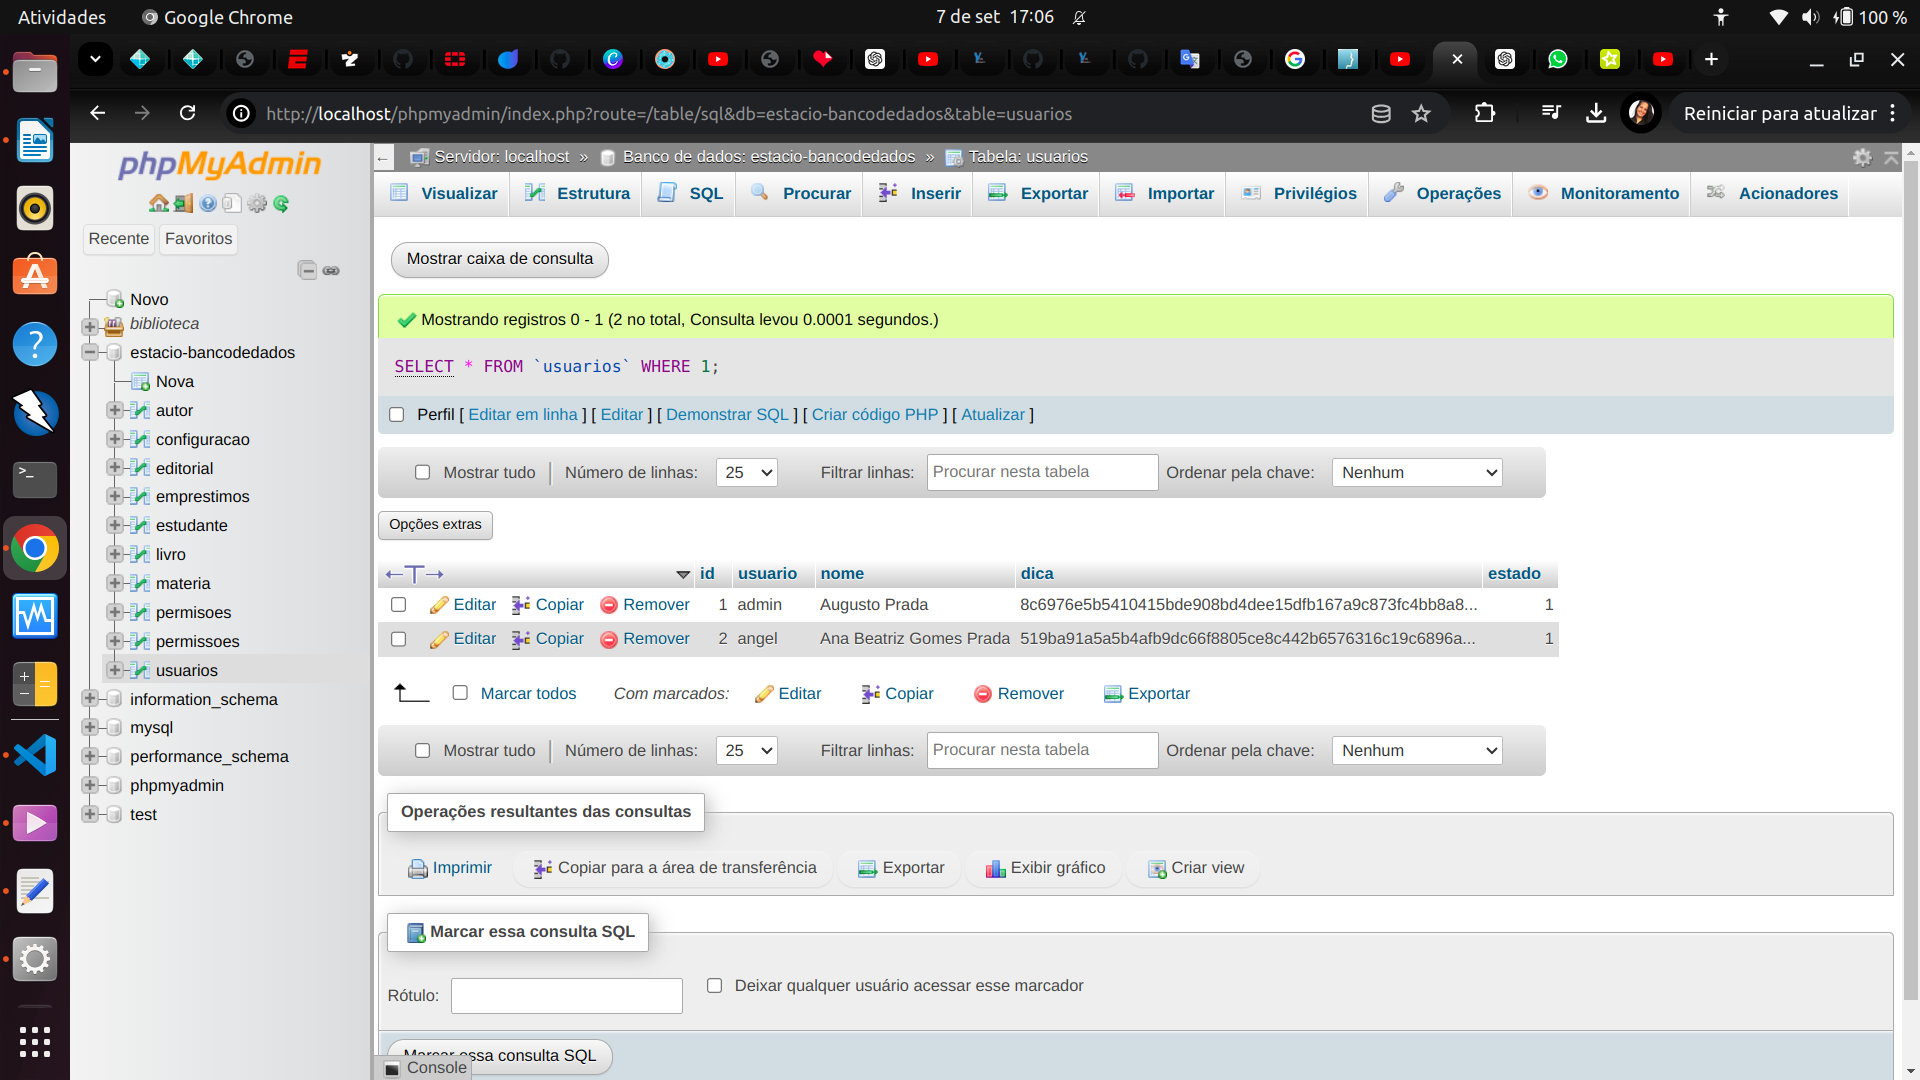 Atividades
Google Chrome
7 de set 17:06
100 %
http://localhost/phpmyadmin/index.php?route=/table/sql&db=estacio-bancodedados&table=usuarios
Reiniciar para atualizar
phpMyAdmin
Recente
Favoritos
Novo
biblioteca
estacio-bancodedados
Nova
autor
configuracao
editorial
emprestimos
estudante
livro
materia
permisoes
permissoes
usuarios
information_schema
mysql
performance_schema
phpmyadmin
test
Servidor: localhost » Banco de dados: estacio-bancodedados » Tabela: usuarios
Visualizar Estrutura SQL Procurar Inserir Exportar Importar Privilégios Operações Monitoramento Acionadores
Mostrar caixa de consulta
Mostrando registros 0 - 1 (2 no total, Consulta levou 0.0001 segundos.)
SELECT * FROM `usuarios` WHERE 1;
Perfil [ Editar em linha ] [ Editar ] [ Demonstrar SQL ] [ Criar código PHP ] [ Atualizar ]
Mostrar tudo Número de linhas: 25 Filtrar linhas: Procurar nesta tabela Ordenar pela chave: Nenhum
Opções extras
id usuario nome dica estado
Editar Copiar Remover 1 admin Augusto Prada 8c6976e5b5410415bde908bd4dee15dfb167a9c873fc4bb8a8... 1
Editar Copiar Remover 2 angel Ana Beatriz Gomes Prada 519ba91a5a5b4afb9dc66f8805ce8c442b6576316c19c6896a... 1
Marcar todos Com marcados: Editar Copiar Remover Exportar
Mostrar tudo Número de linhas: 25 Filtrar linhas: Procurar nesta tabela Ordenar pela chave: Nenhum
Operações resultantes das consultas
Imprimir Copiar para a área de transferência Exportar Exibir gráfico Criar view
Marcar essa consulta SQL
Rótulo: Deixar qualquer usuário acessar esse marcador
Marcar essa consulta SQL
Console